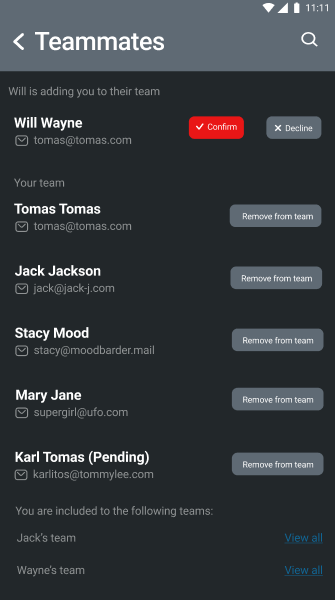 11:11
Teammates
Will is adding you to their team
Will Wayne
Confirm
Decline
tomas@tomas.com
Your team
Tomas Tomas
Remove from team
tomas@tomas.com
Jack Jackson
Remove from team
jack@jack-j.com
Stacy Mood
Remove from team
stacy@moodbarder.mail
Mary Jane
Remove from team
supergirl@ufo.com
Karl Tomas (Pending)
Remove from team
karlitos@tommylee.com
You are included to the following teams:
Jack's team View all
Wayne's team View all